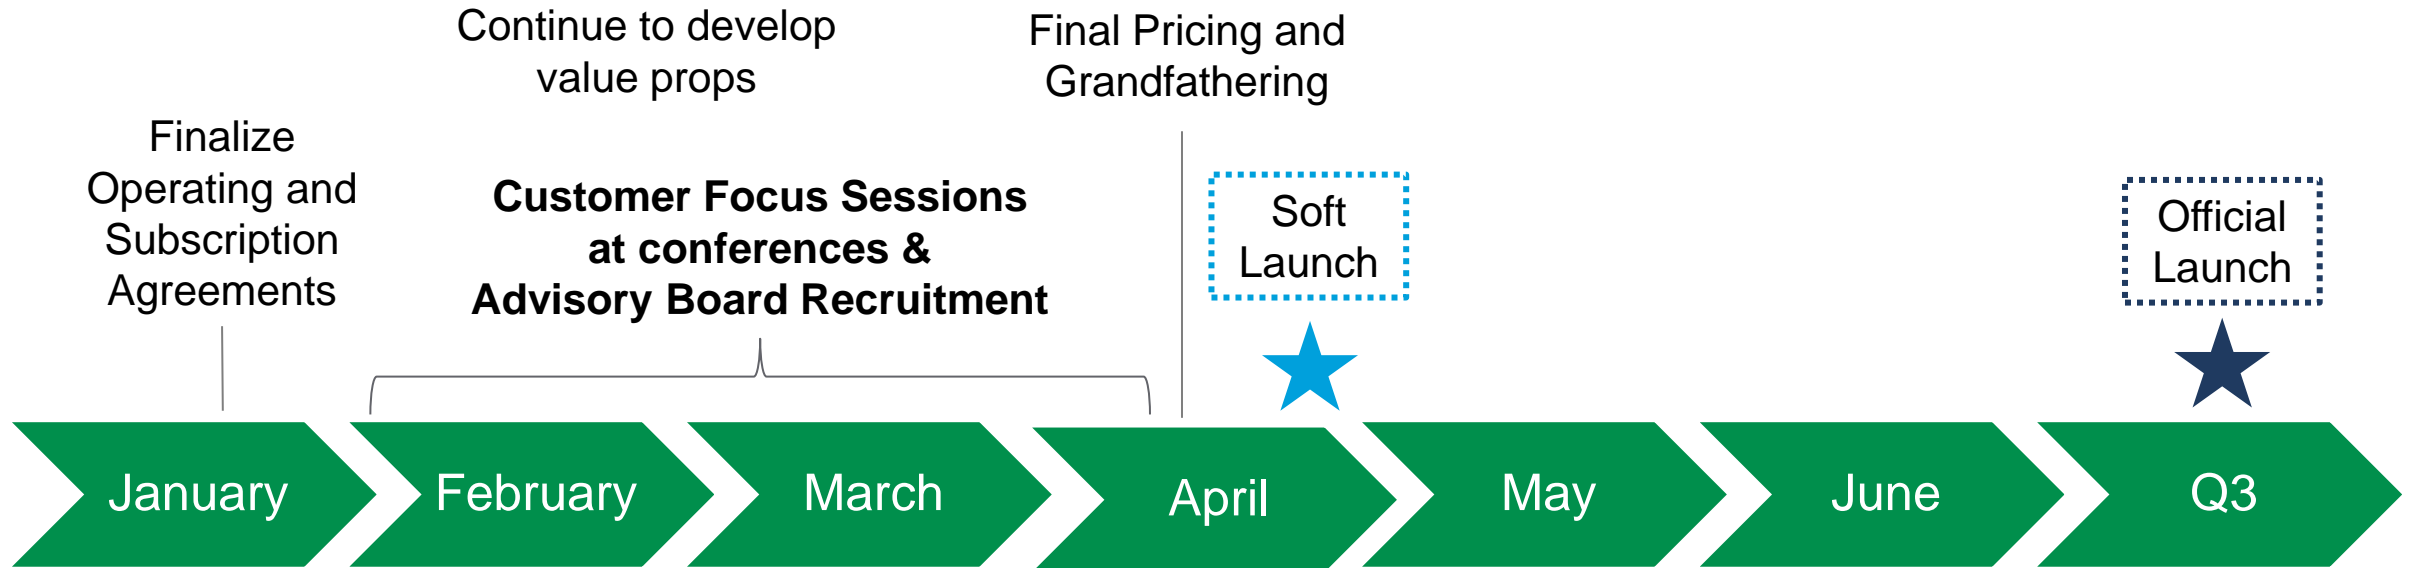 Continue to develop
value props
Final Pricing and
Grandfathering
Finalize
Operating and
Subscription
Agreements
Customer Focus Sessions
at conferences &
Advisory Board Recruitment
Soft
Launch
Official
Launch
January
February
March
April
May
June
Q3